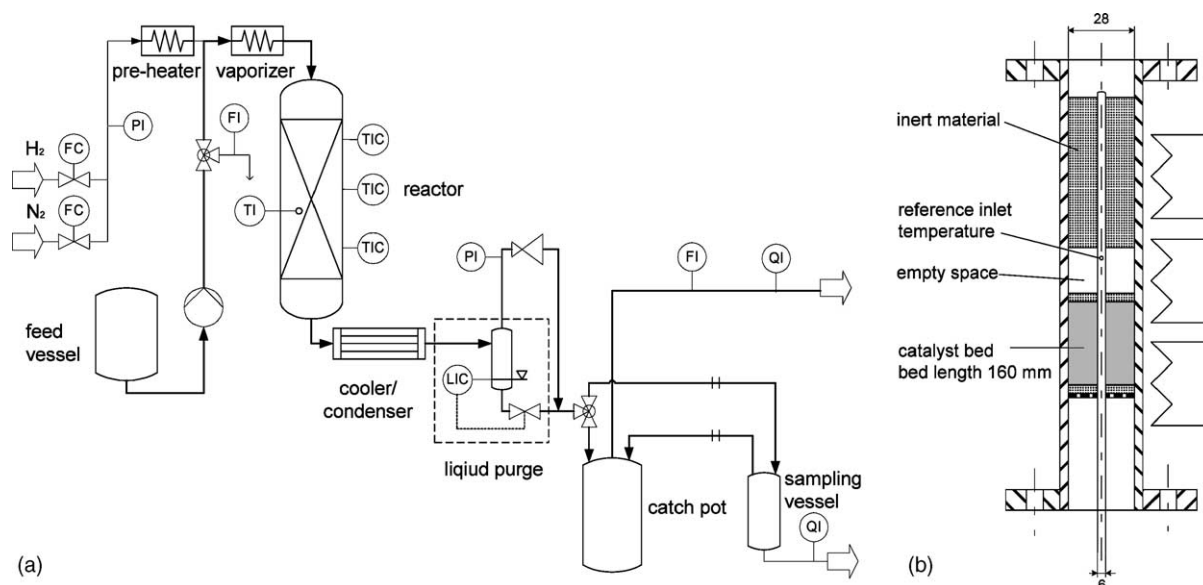 28
pre-heater
vaporizer
PI
FI
H₂
FC
N₂
FC
TIC
TIC
TIC
TI
reactor
inert material
reference inlet
temperature
empty space
catalyst bed
bed length 160 mm
PI
FI
QI
feed
vessel
cooler/
condenser
LIC
liqiud purge
catch pot
sampling
vessel
QI
(a)
(b)
6